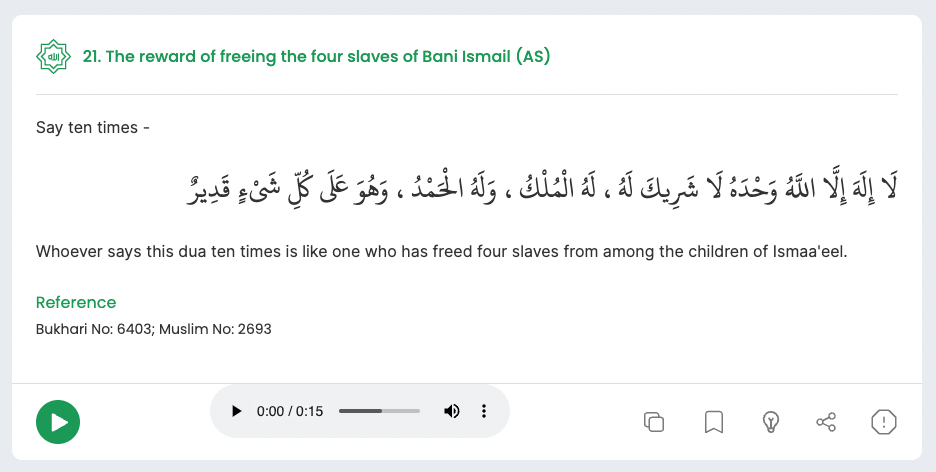 21. The reward of freeing the four slaves of Bani Ismail (AS)
Say ten times -
لَا إِلَهَ إِلَّا اللَّهُ وَحْدَهُ لَا شَرِيكَ لَهُ ، لَهُ الْمُلْكُ ، وَلَهُ الْحَمْدُ ، وَهُوَ عَلَى كُلِّ شَىْءٍ قَدِيرٌ
Whoever says this dua ten times is like one who has freed four slaves from among the children of Ismaa'eel.
Reference
Bukhari No: 6403; Muslim No: 2693
0:00 / 0:15